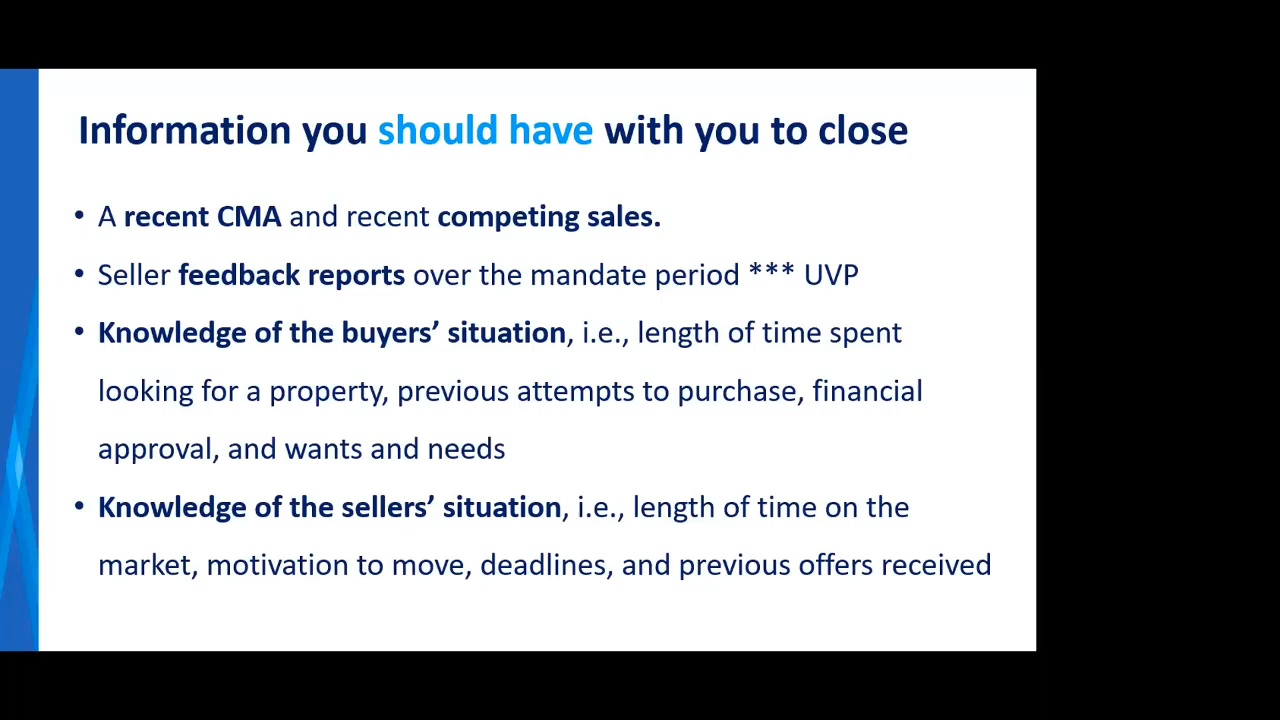 Information you should have with you to close
• A recent CMA and recent competing sales.
• Seller feedback reports over the mandate period *** UVP
• Knowledge of the buyers’ situation, i.e., length of time spent
looking for a property, previous attempts to purchase, financial
approval, and wants and needs
• Knowledge of the sellers’ situation, i.e., length of time on the
market, motivation to move, deadlines, and previous offers received